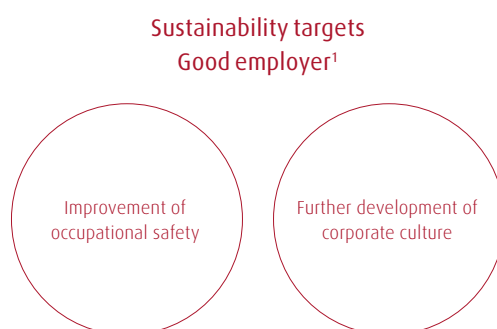 Sustainability targets
Good employer¹
Improvement of
occupational safety
Further development of
corporate culture